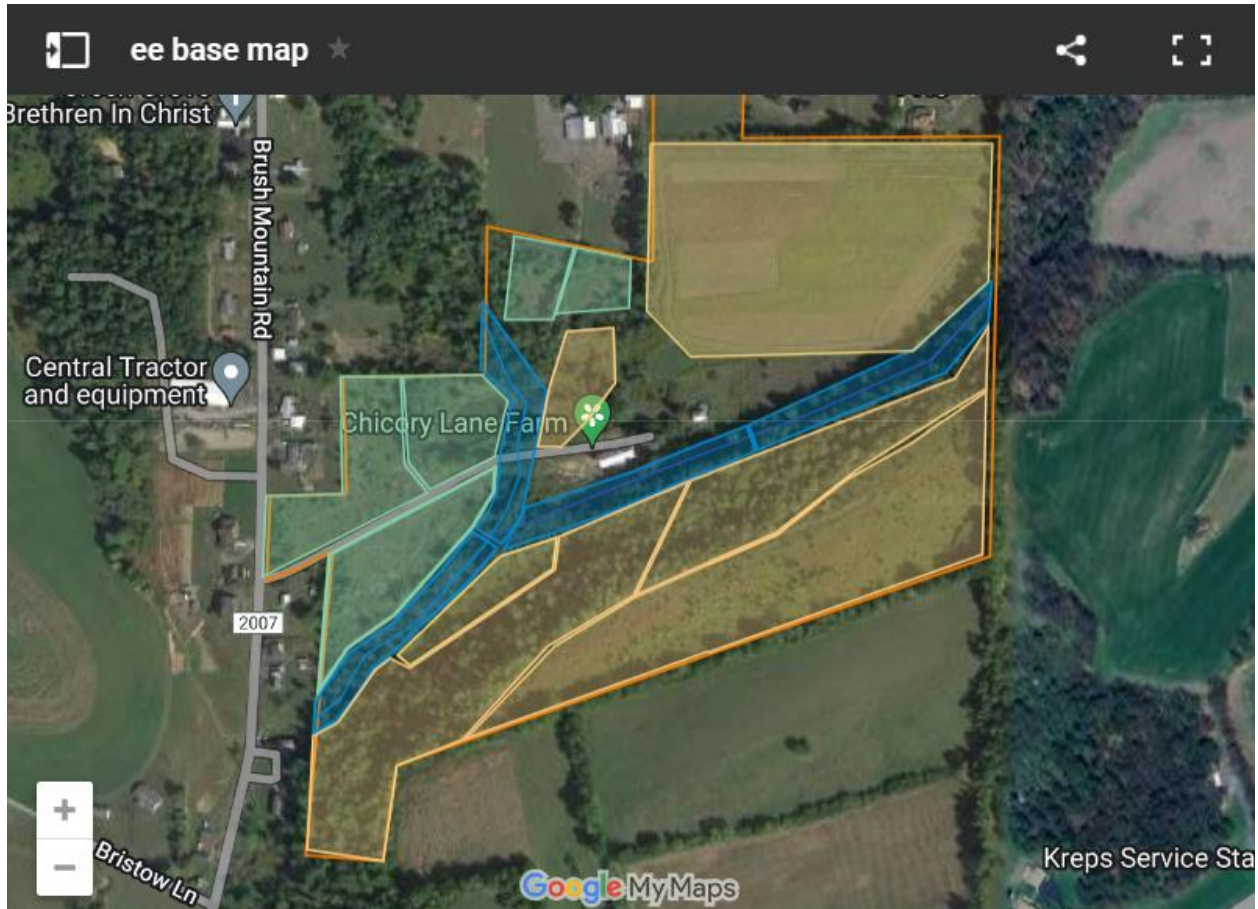 ee base map
Brethren In Christ
Brush Mountain Rd
Central Tractor
and equipment
Chicory Lane Farm
2007
Bristow Ln
Kreps Service Sta
Google My Maps